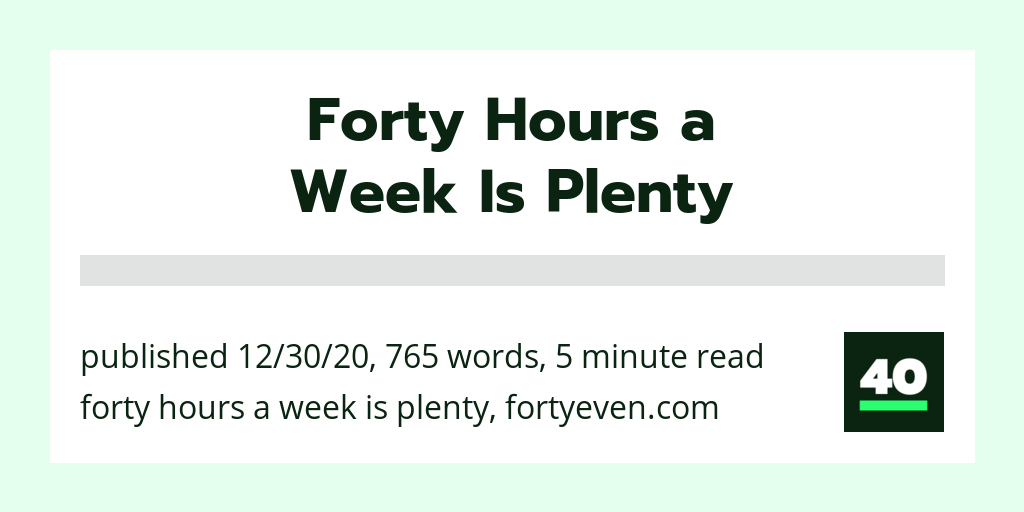 Forty Hours a
Week Is Plenty
published 12/30/20, 765 words, 5 minute read
forty hours a week is plenty, fortyeven.com
40